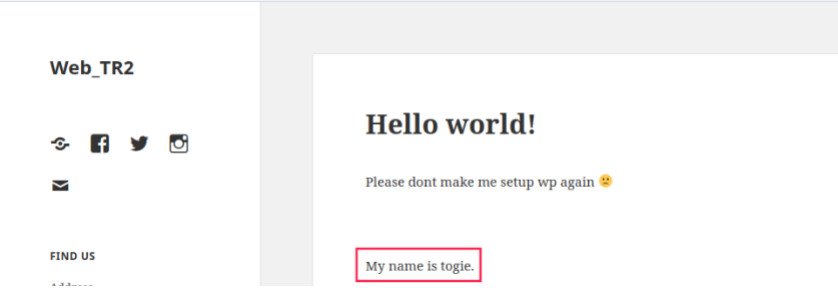 Web_TR2
Hello world!
Please dont make me setup wp again 🙁
My name is togie.
FIND US
Address